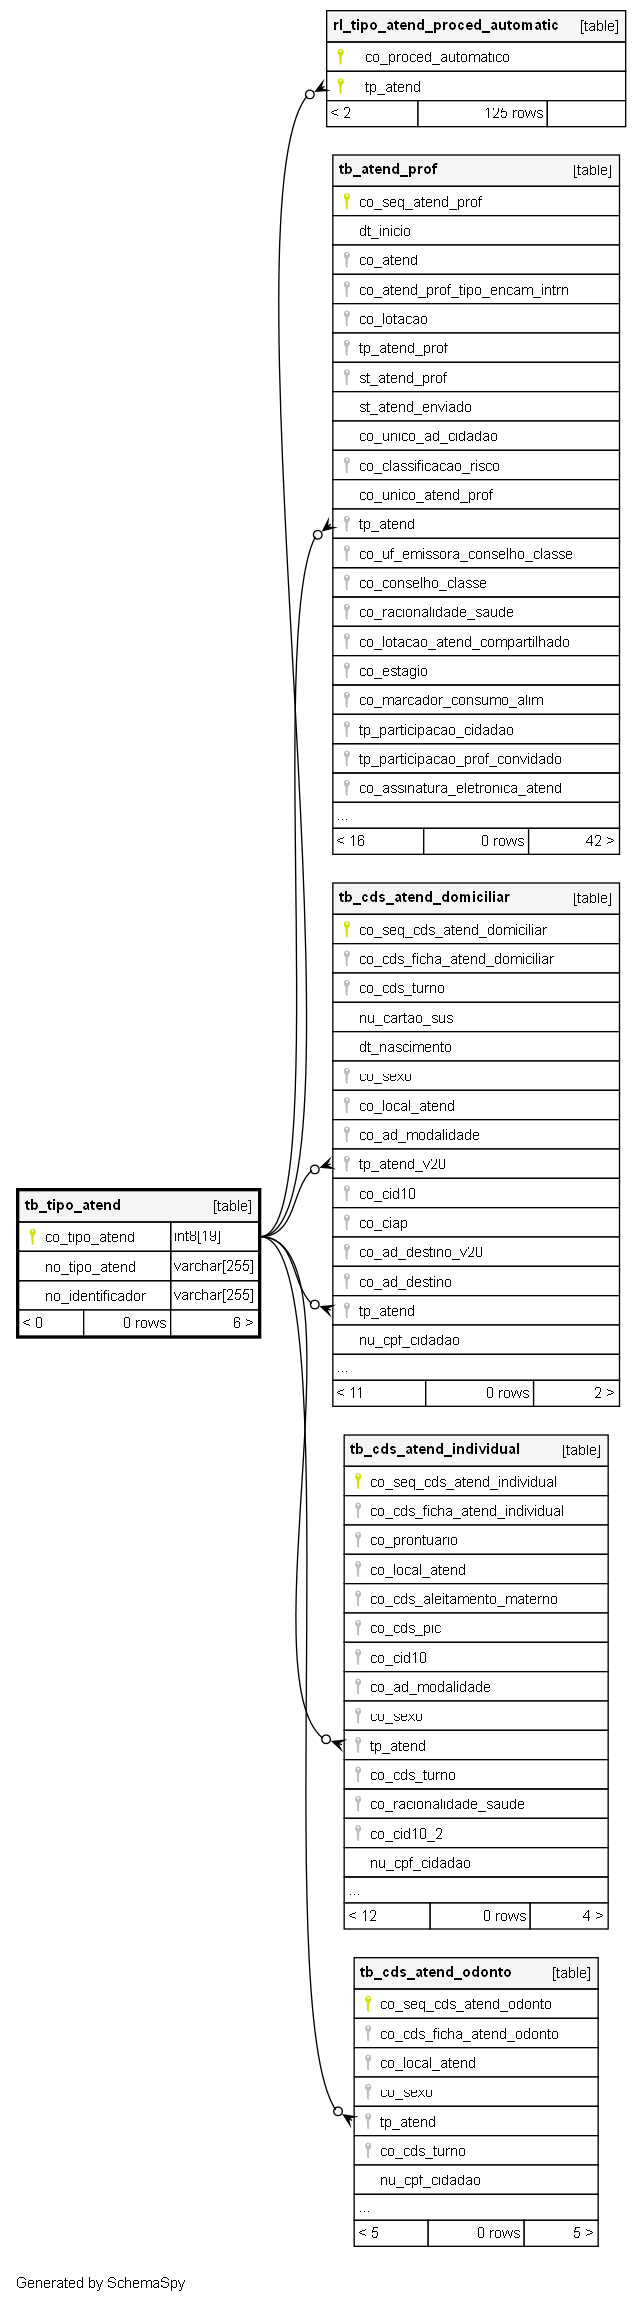 rl_tipo_atend_proced_automatic [table]
co_proced_automatico
tp_atend
< 2 125 rows
tb_atend_prof [table]
co_seq_atend_prof
dt_inicio
co_atend
co_atend_prof_tipo_encam_intrn
co_lotacao
tp_atend_prof
st_atend_prof
st_atend_enviado
co_unico_ad_cidadao
co_classificacao_risco
co_unico_atend_prof
tp_atend
co_uf_emissora_conselho_classe
co_conselho_classe
co_racionalidade_saude
co_lotacao_atend_compartilhado
co_estagio
co_marcador_consumo_alim
tp_participacao_cidadao
tp_participacao_prof_convidado
co_assinatura_eletronica_atend
...
< 16 0 rows 42 >
tb_cds_atend_domiciliar [table]
co_seq_cds_atend_domiciliar
co_cds_ficha_atend_domiciliar
co_cds_turno
nu_cartao_sus
dt_nascimento
co_sexo
co_local_atend
co_ad_modalidade
tp_atend_v20
co_cid10
co_ciap
co_ad_destino_v20
co_ad_destino
tp_atend
nu_cpf_cidadao
...
< 11 0 rows 2 >
tb_tipo_atend [table]
co_tipo_atend int8[19]
no_tipo_atend varchar[255]
no_identificador varchar[255]
< 0 0 rows 6 >
tb_cds_atend_individual [table]
co_seq_cds_atend_individual
co_cds_ficha_atend_individual
co_prontuario
co_local_atend
co_cds_aleitamento_materno
co_cds_pic
co_cid10
co_ad_modalidade
co_sexo
tp_atend
co_cds_turno
co_racionalidade_saude
co_cid10_2
nu_cpf_cidadao
...
< 12 0 rows 4 >
tb_cds_atend_odonto [table]
co_seq_cds_atend_odonto
co_cds_ficha_atend_odonto
co_local_atend
co_sexo
tp_atend
co_cds_turno
nu_cpf_cidadao
...
< 5 0 rows 5 >
Generated by SchemaSpy